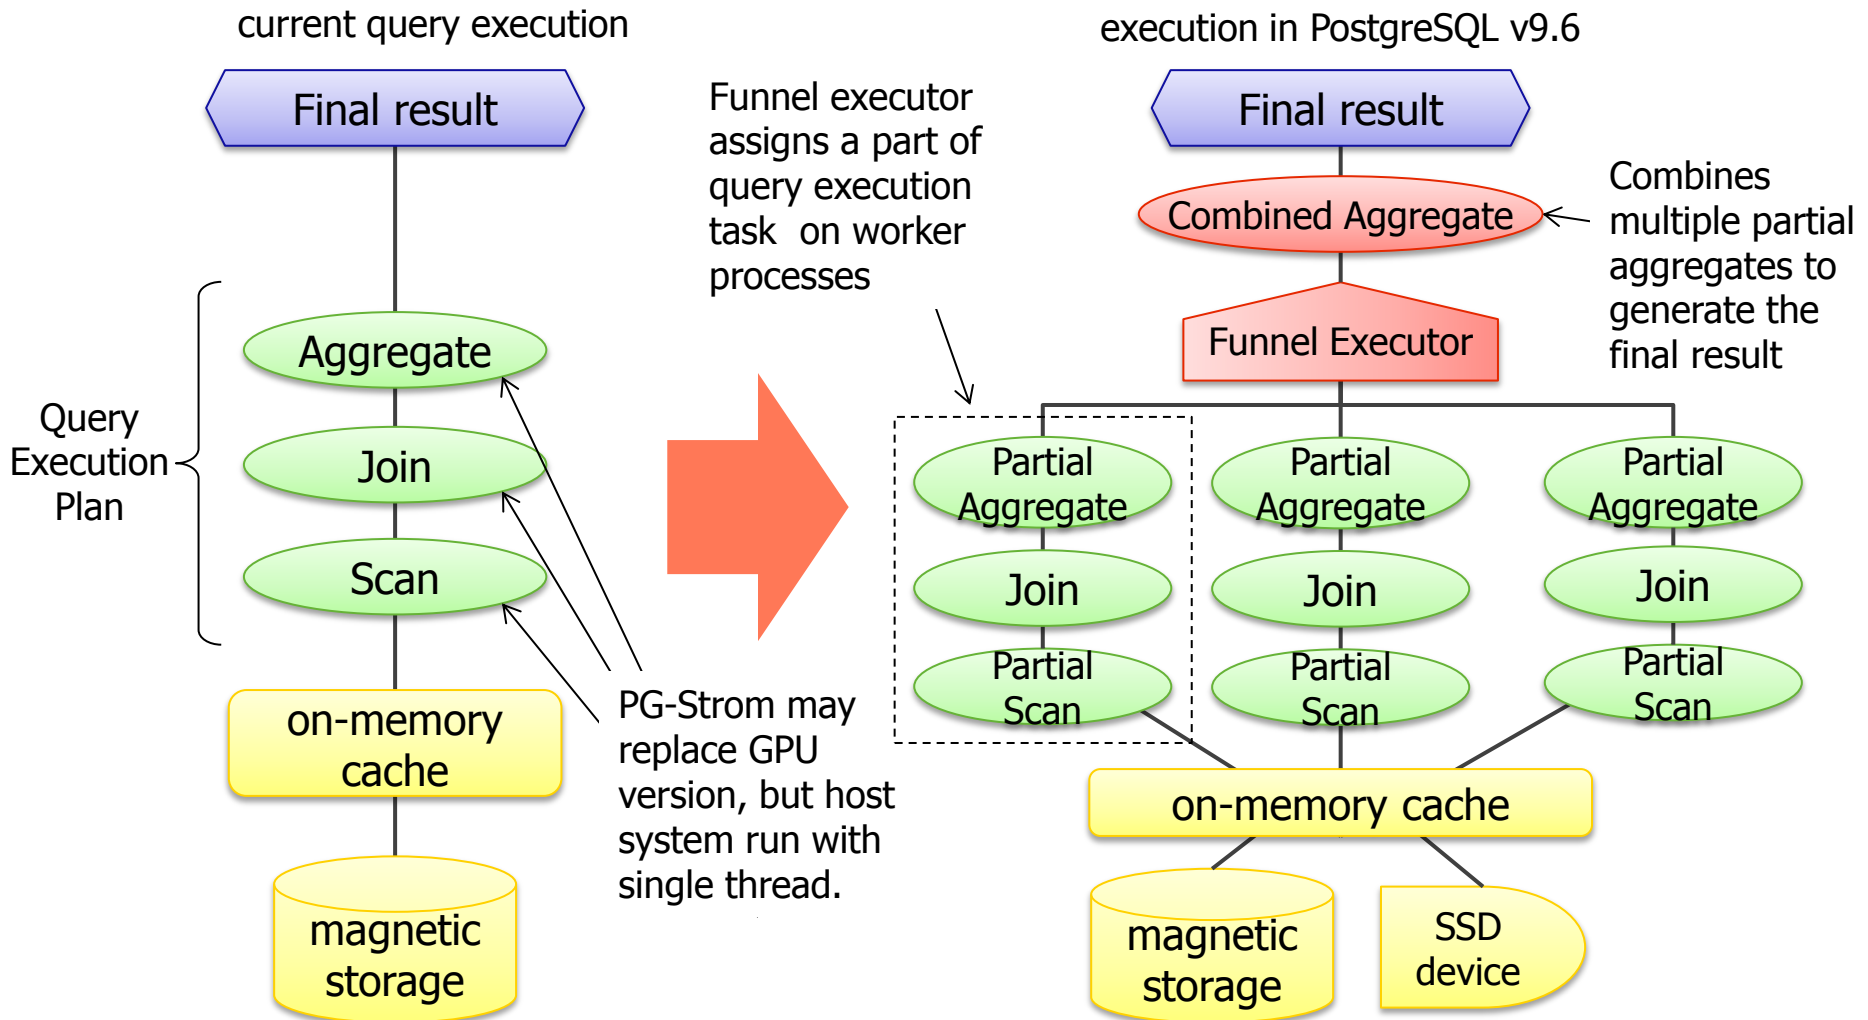 current query execution
Final result
Aggregate
Join
Scan
Query
Execution
Plan
on-memory
cache
magnetic
storage
PG-Strom may
replace GPU
version, but host
system run with
single thread.
Funnel executor
assigns a part of
query execution
task  on worker
processes
execution in PostgreSQL v9.6
Final result
Combined Aggregate
Combines
multiple partial
aggregates to
generate the
final result
Funnel Executor
Partial
Aggregate
Join
Partial
Scan
Partial
Aggregate
Join
Partial
Scan
Partial
Aggregate
Join
Partial
Scan
on-memory cache
magnetic
storage
SSD
device